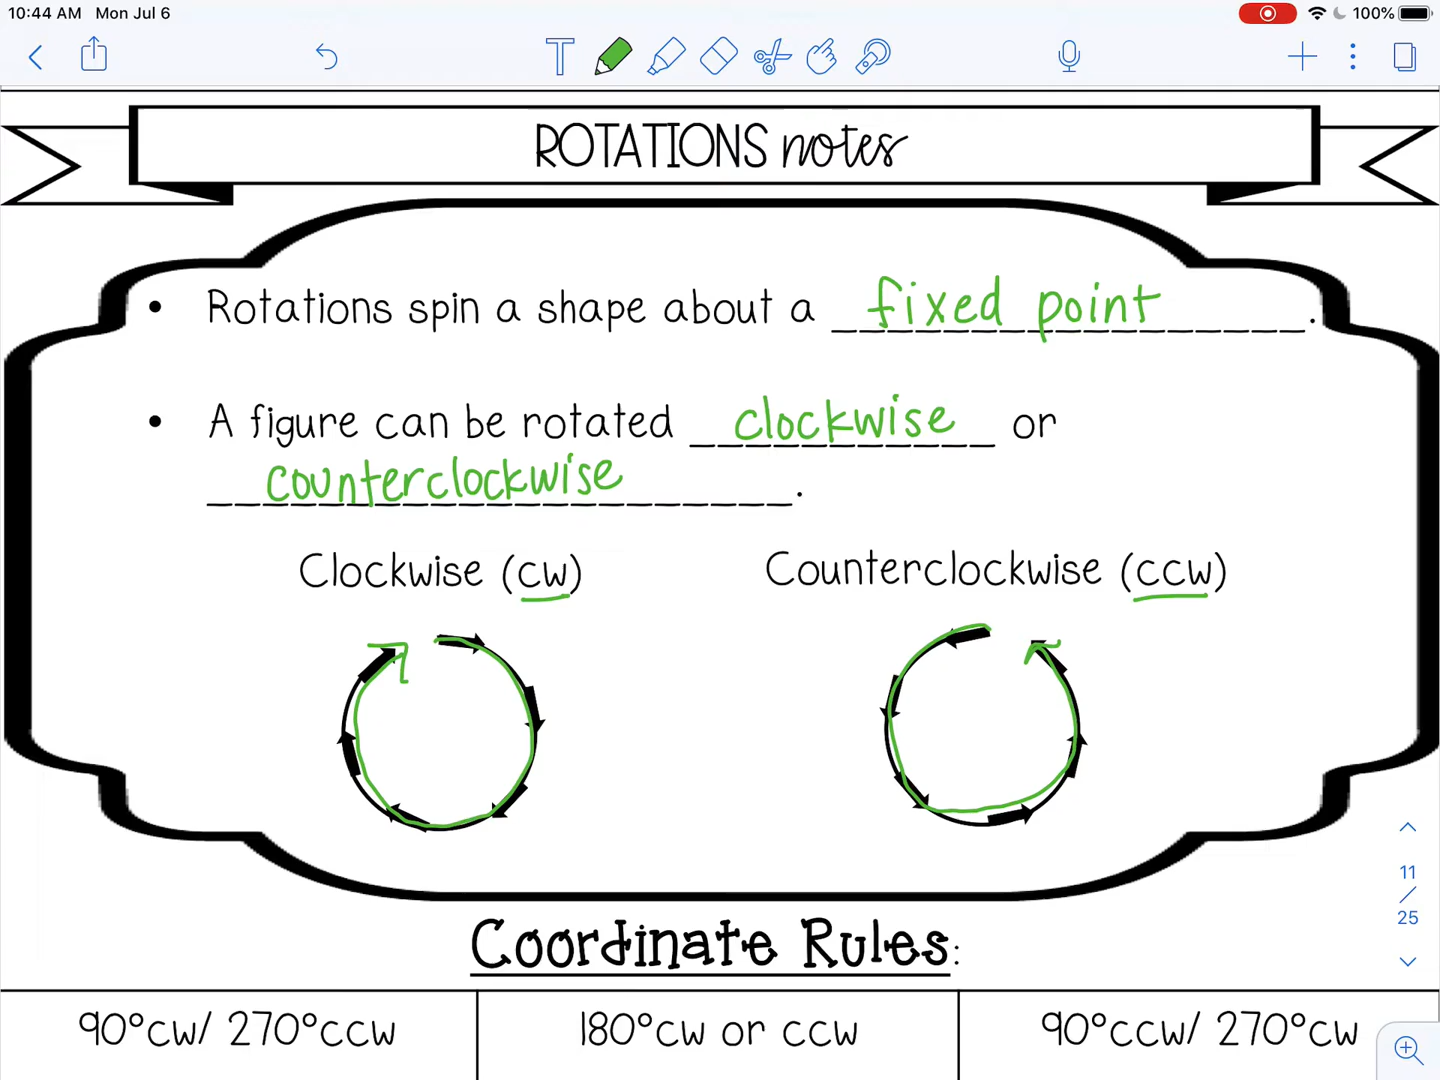 10:44 AM Mon Jul 6
100%
T
ROTATIONS notes
• Rotations spin a shape about a fixed point.
• A figure can be rotated clockwise or
counterclockwise.
Clockwise (cw) Counterclockwise (ccw)
11
/
25
Coordinate Rules:
90°cw/ 270°ccw 180°cw or ccw 90°ccw/ 270°cw